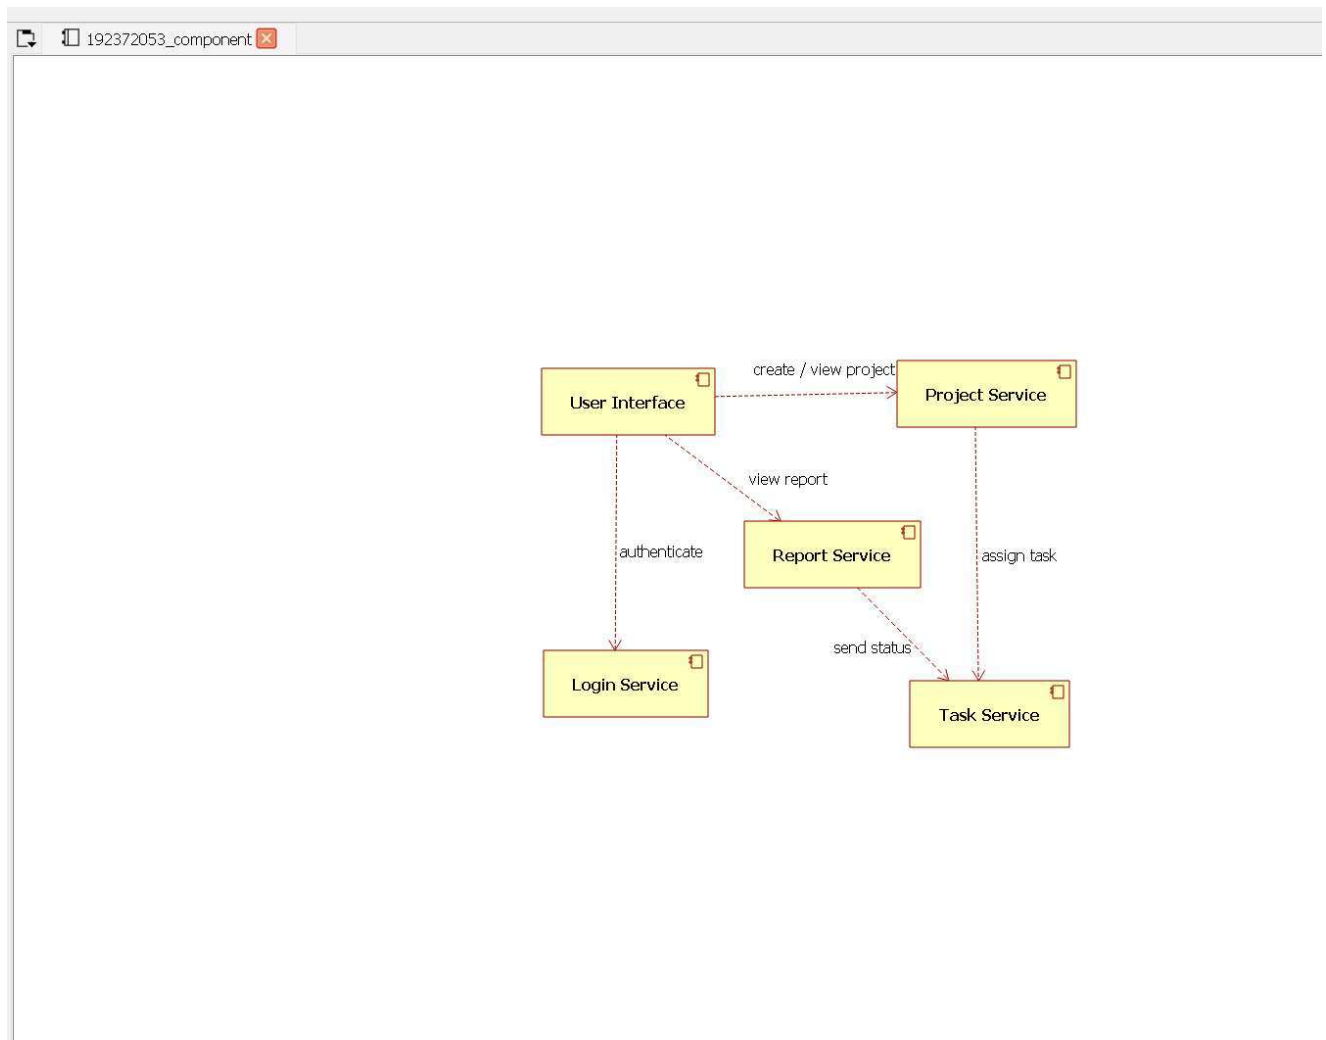 192372053_component
create / view project
User Interface
Project Service
view report
authenticate
Report Service
assign task
send status
Login Service
Task Service